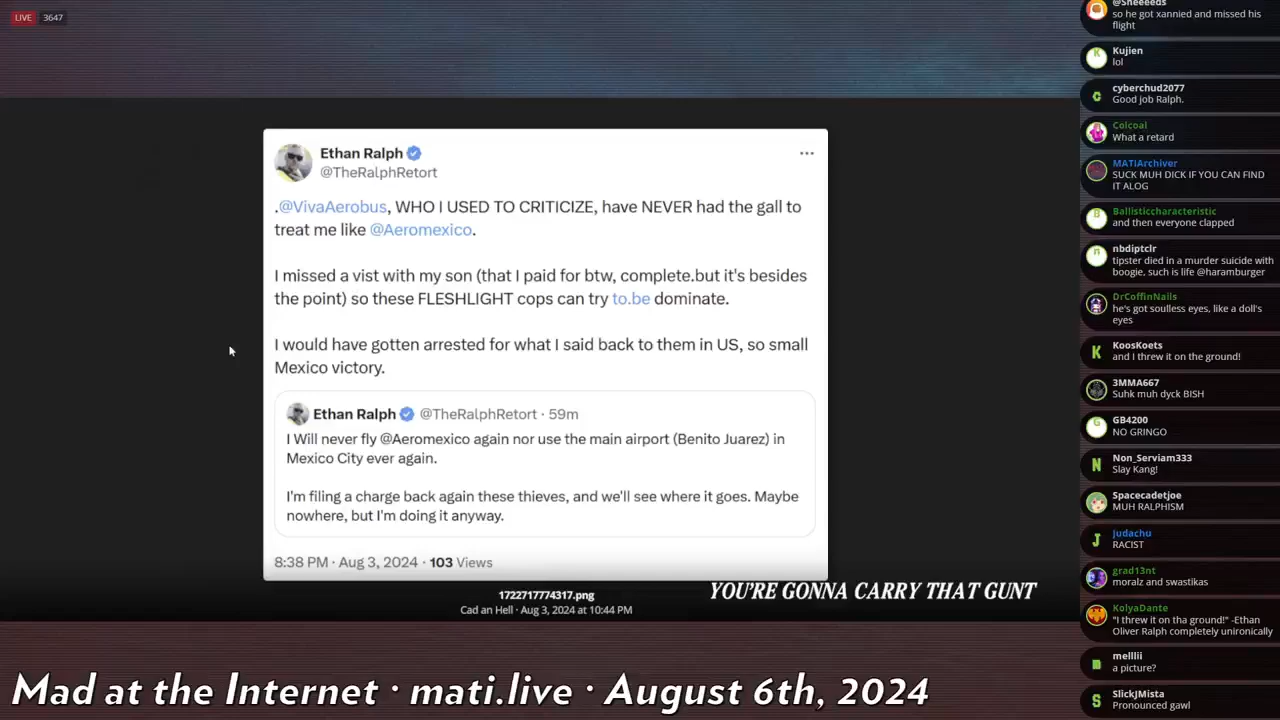 LIVE 3647
Ethan Ralph
@TheRalphRetort
.@VivaAerobus, WHO I USED TO CRITICIZE, have NEVER had the gall to
treat me like @Aeromexico.
I missed a vist with my son (that I paid for btw, complete.but it's besides
the point) so these FLESHLIGHT cops can try to.be dominate.
I would have gotten arrested for what I said back to them in US, so small
Mexico victory.
Ethan Ralph @TheRalphRetort · 59m
I Will never fly @Aeromexico again nor use the main airport (Benito Juarez) in
Mexico City ever again.
I'm filing a charge back again these thieves, and we'll see where it goes. Maybe
nowhere, but I'm doing it anyway.
8:38 PM · Aug 3, 2024 · 103 Views
1722717774317.png
Cad an Hell · Aug 3, 2024 at 10:44 PM
YOU'RE GONNA CARRY THAT GUNT
Mad at the Internet · mati.live · August 6th, 2024
@Sheeeeds
so he got xannied and missed his
flight
Kujien
lol
cyberchud2077
Good job Ralph.
Colcoal
What a retard
MATIArchiver
SUCK MUH DICK IF YOU CAN FIND
IT ALOG
Ballisticcharacteristic
and then everyone clapped
nbdiptclr
tipster died in a murder suicide with
boogie, such is life @haramburger
DrCoffinNails
he's got soulless eyes, like a doll's
eyes
KoosKoets
and I threw it on the ground!
3MMA667
Suhk muh dyck BISH
GB4200
NO GRINGO
Non_Serviam333
Slay Kang!
Spacecadetjoe
MUH RALPHISM
Judachu
RACIST
grad13nt
moralz and swastikas
KolyaDante
"I threw it on tha ground!" -Ethan
Oliver Ralph completely unironically
melllii
a picture?
SlickJMista
Pronounced gawl